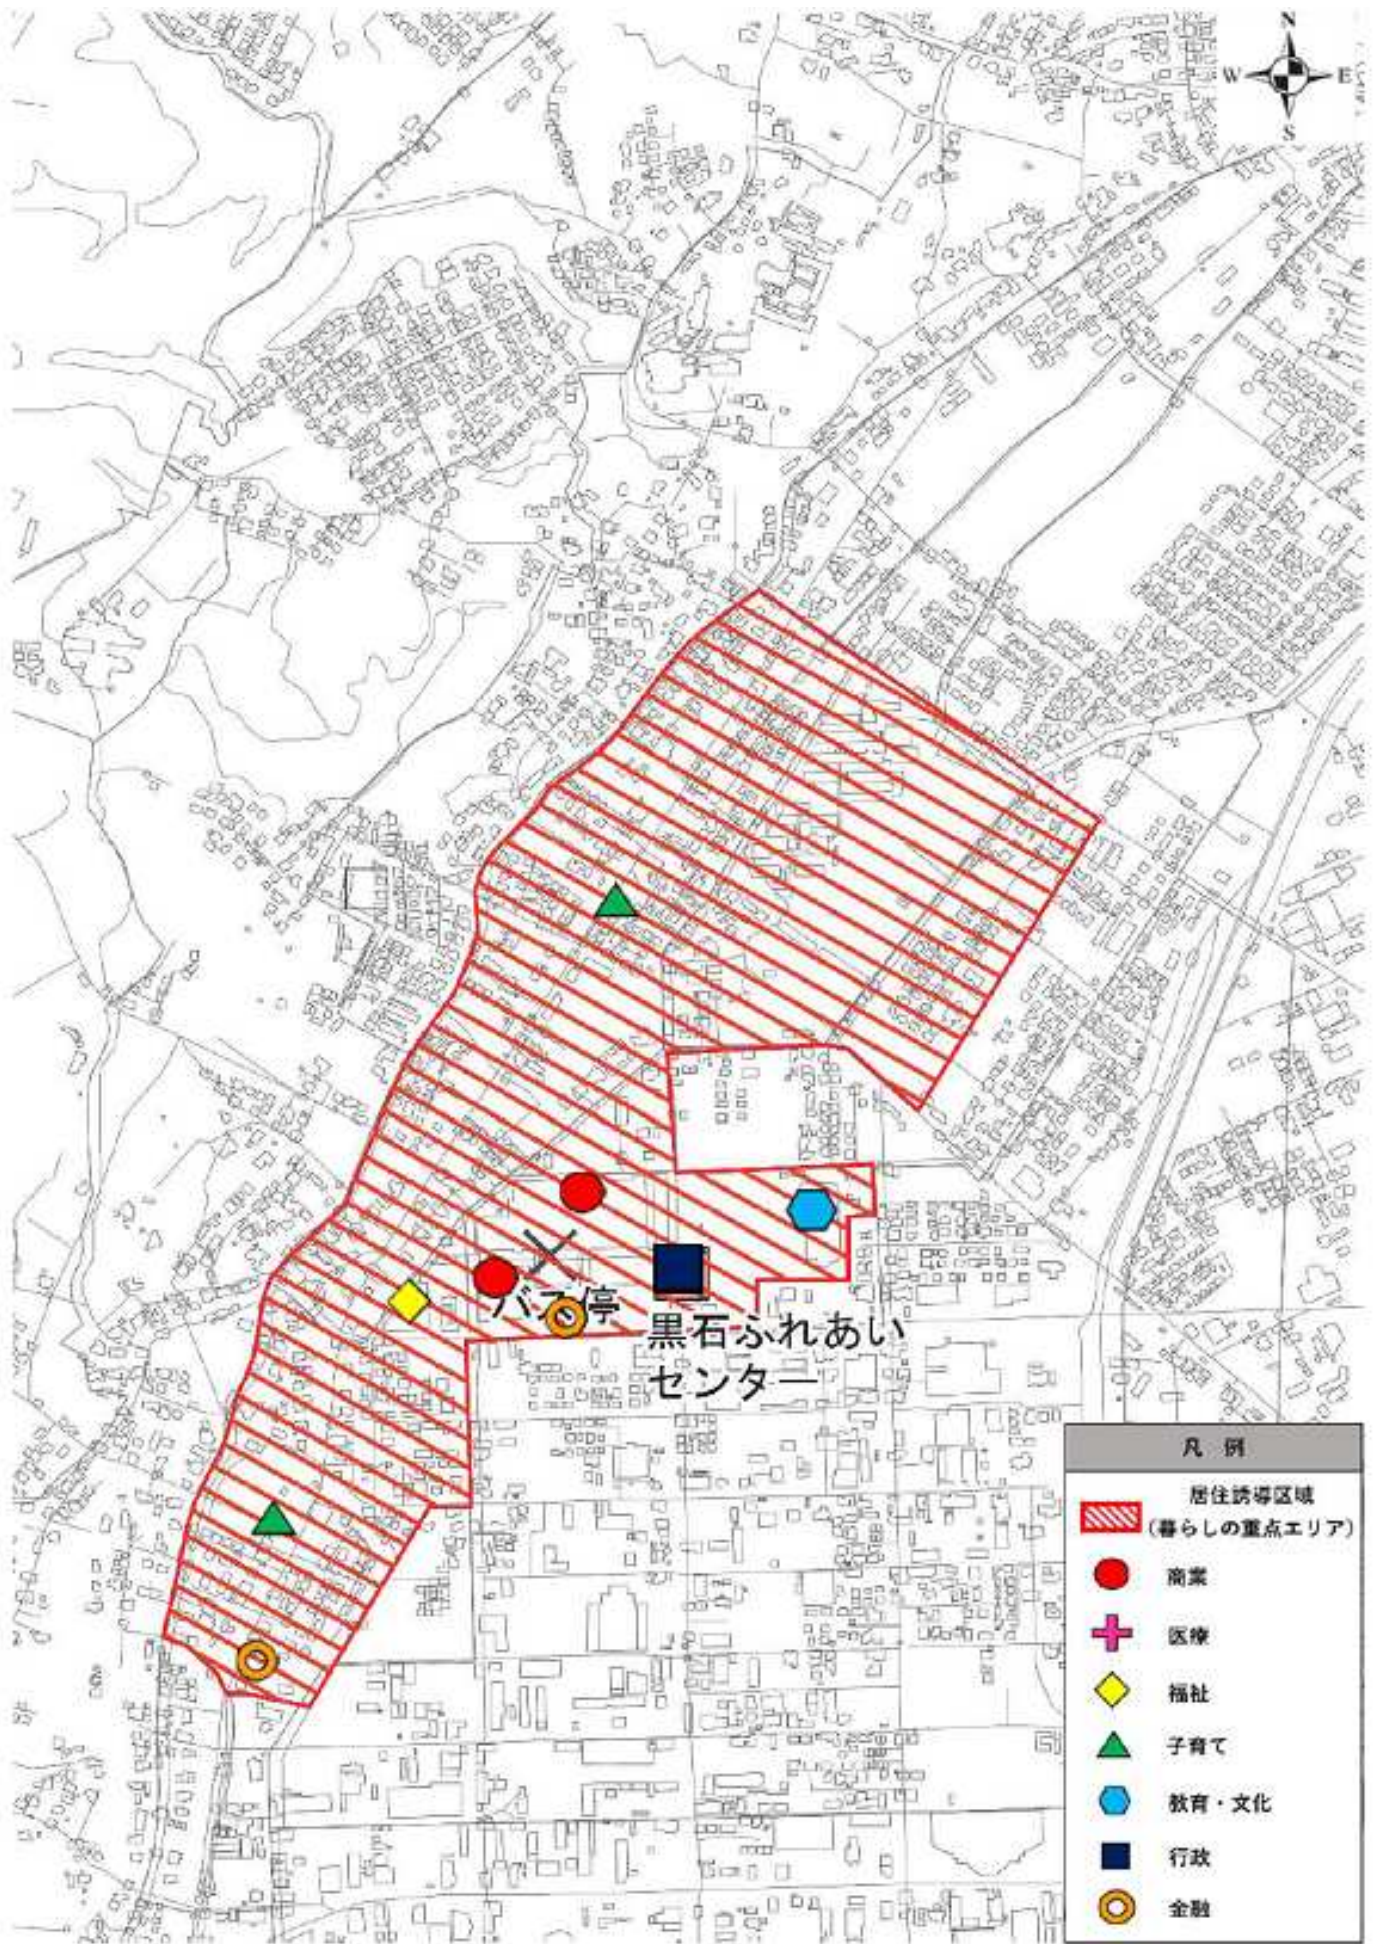 N
W E
S
バス停
黒石ふれあい
センター
凡 例
居住誘導区域
(暮らしの重点エリア)
商業
医療
福祉
子育て
教育・文化
行政
金融